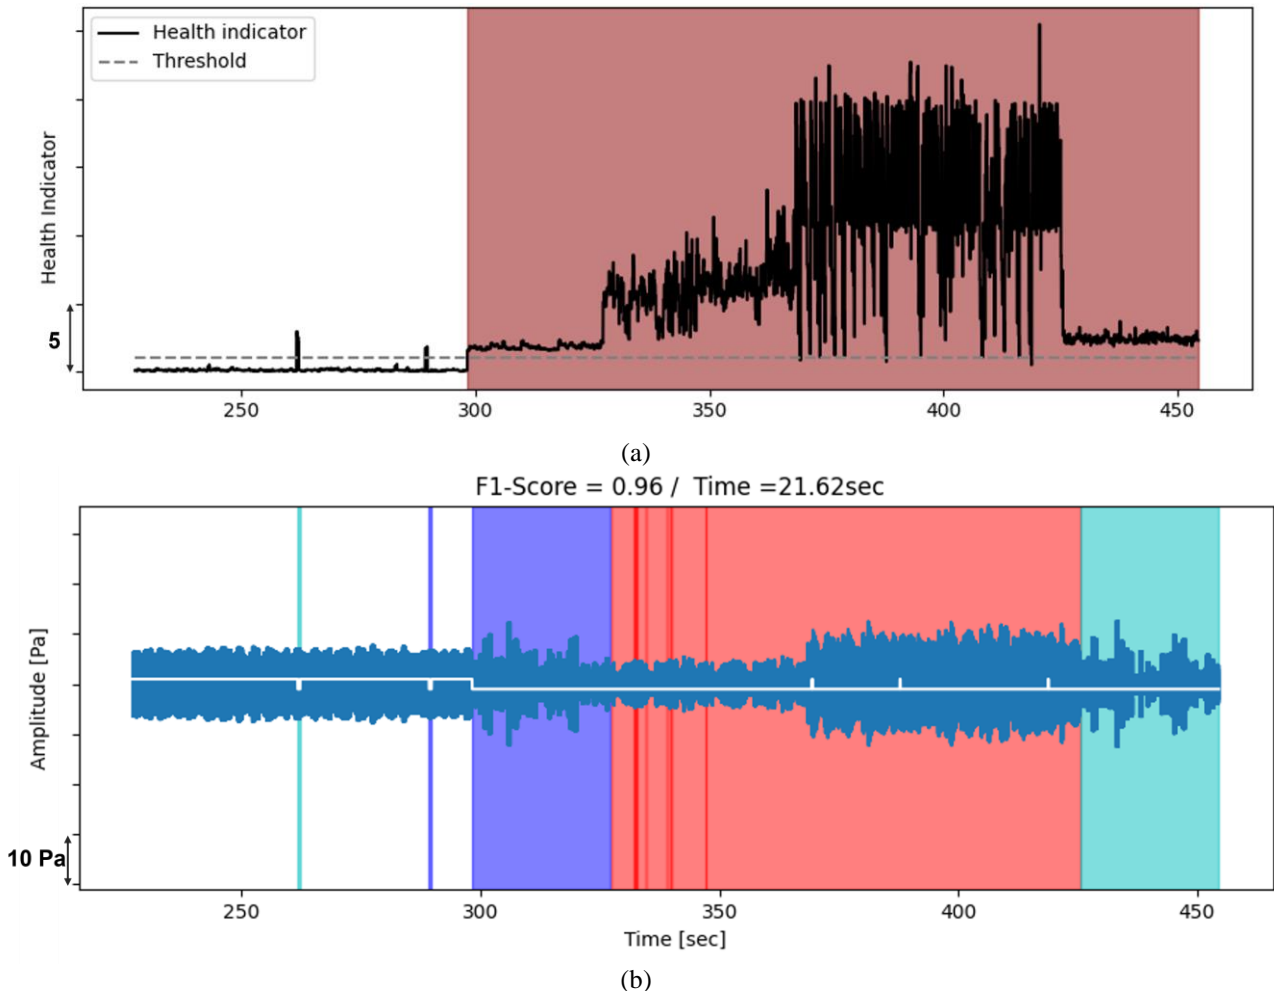 Health indicator
Threshold
Health Indicator
5
250
300
350
400
450
(a)
F1-Score = 0.96 / Time =21.62sec
Amplitude [Pa]
10 Pa
250
300
350
400
450
Time [sec]
(b)